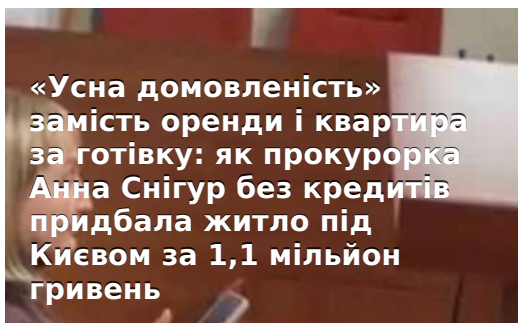 «Усна домовленість»
замість оренди і квартира
за готівку: як прокурорка
Анна Снігур без кредитів
придбала житло під
Києвом за 1,1 мільйон
гривень